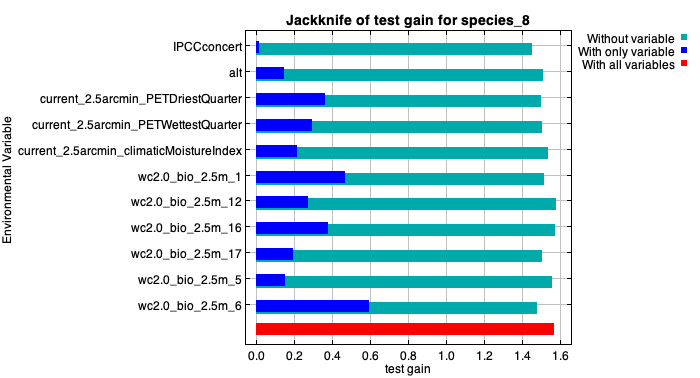 Jackknife of test gain for species_8
Without variable
With only variable
With all variables
Environmental Variable
IPCCconcert
alt
current_2.5arcmin_PETDriestQuarter
current_2.5arcmin_PETWettestQuarter
current_2.5arcmin_climaticMoistureIndex
wc2.0_bio_2.5m_1
wc2.0_bio_2.5m_12
wc2.0_bio_2.5m_16
wc2.0_bio_2.5m_17
wc2.0_bio_2.5m_5
wc2.0_bio_2.5m_6
0.0 0.2 0.4 0.6 0.8 1.0 1.2 1.4 1.6
test gain